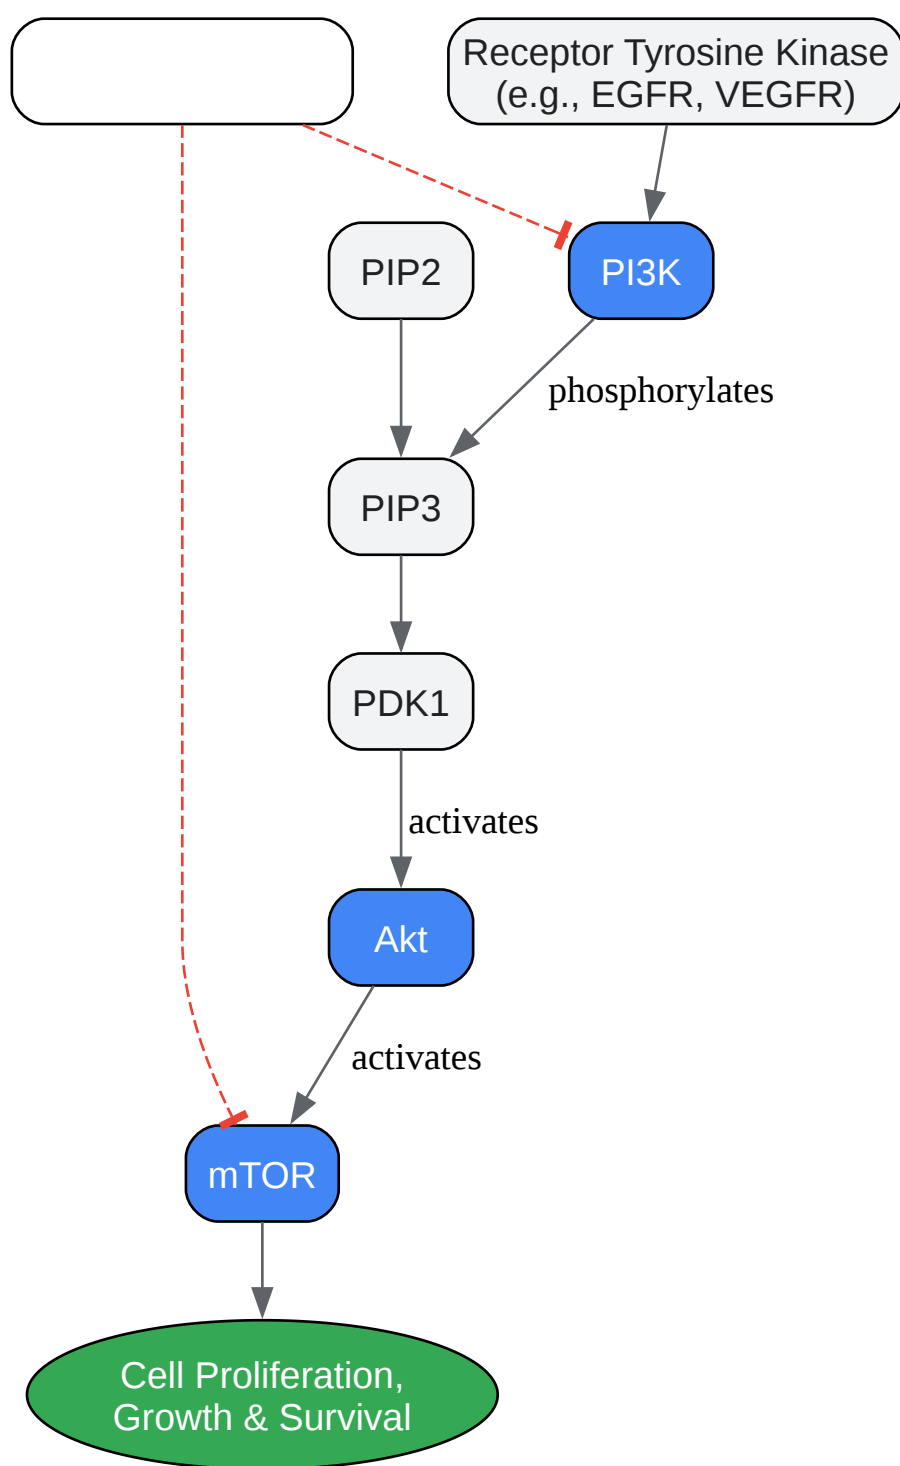 Receptor Tyrosine Kinase
(e.g., EGFR, VEGFR)
PIP2
PI3K
phosphorylates
PIP3
PDK1
activates
Akt
activates
mTOR
Cell Proliferation,
Growth & Survival